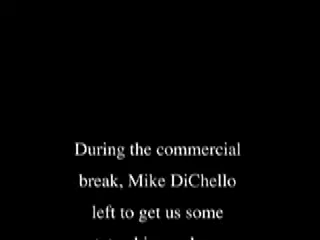 During the commercial
break, Mike DiChello
left to get us some